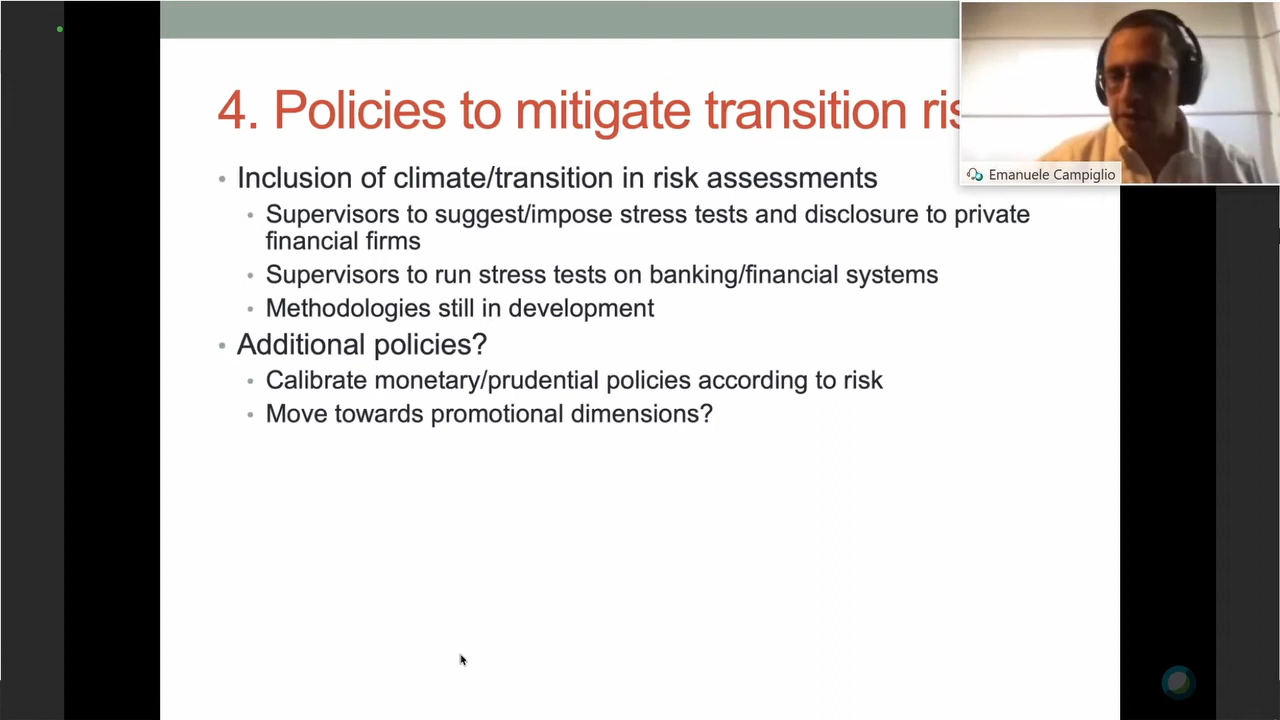 4. Policies to mitigate transition ris
• Inclusion of climate/transition in risk assessments
• Supervisors to suggest/impose stress tests and disclosure to private
financial firms
• Supervisors to run stress tests on banking/financial systems
• Methodologies still in development
• Additional policies?
• Calibrate monetary/prudential policies according to risk
• Move towards promotional dimensions?
Emanuele Campiglio